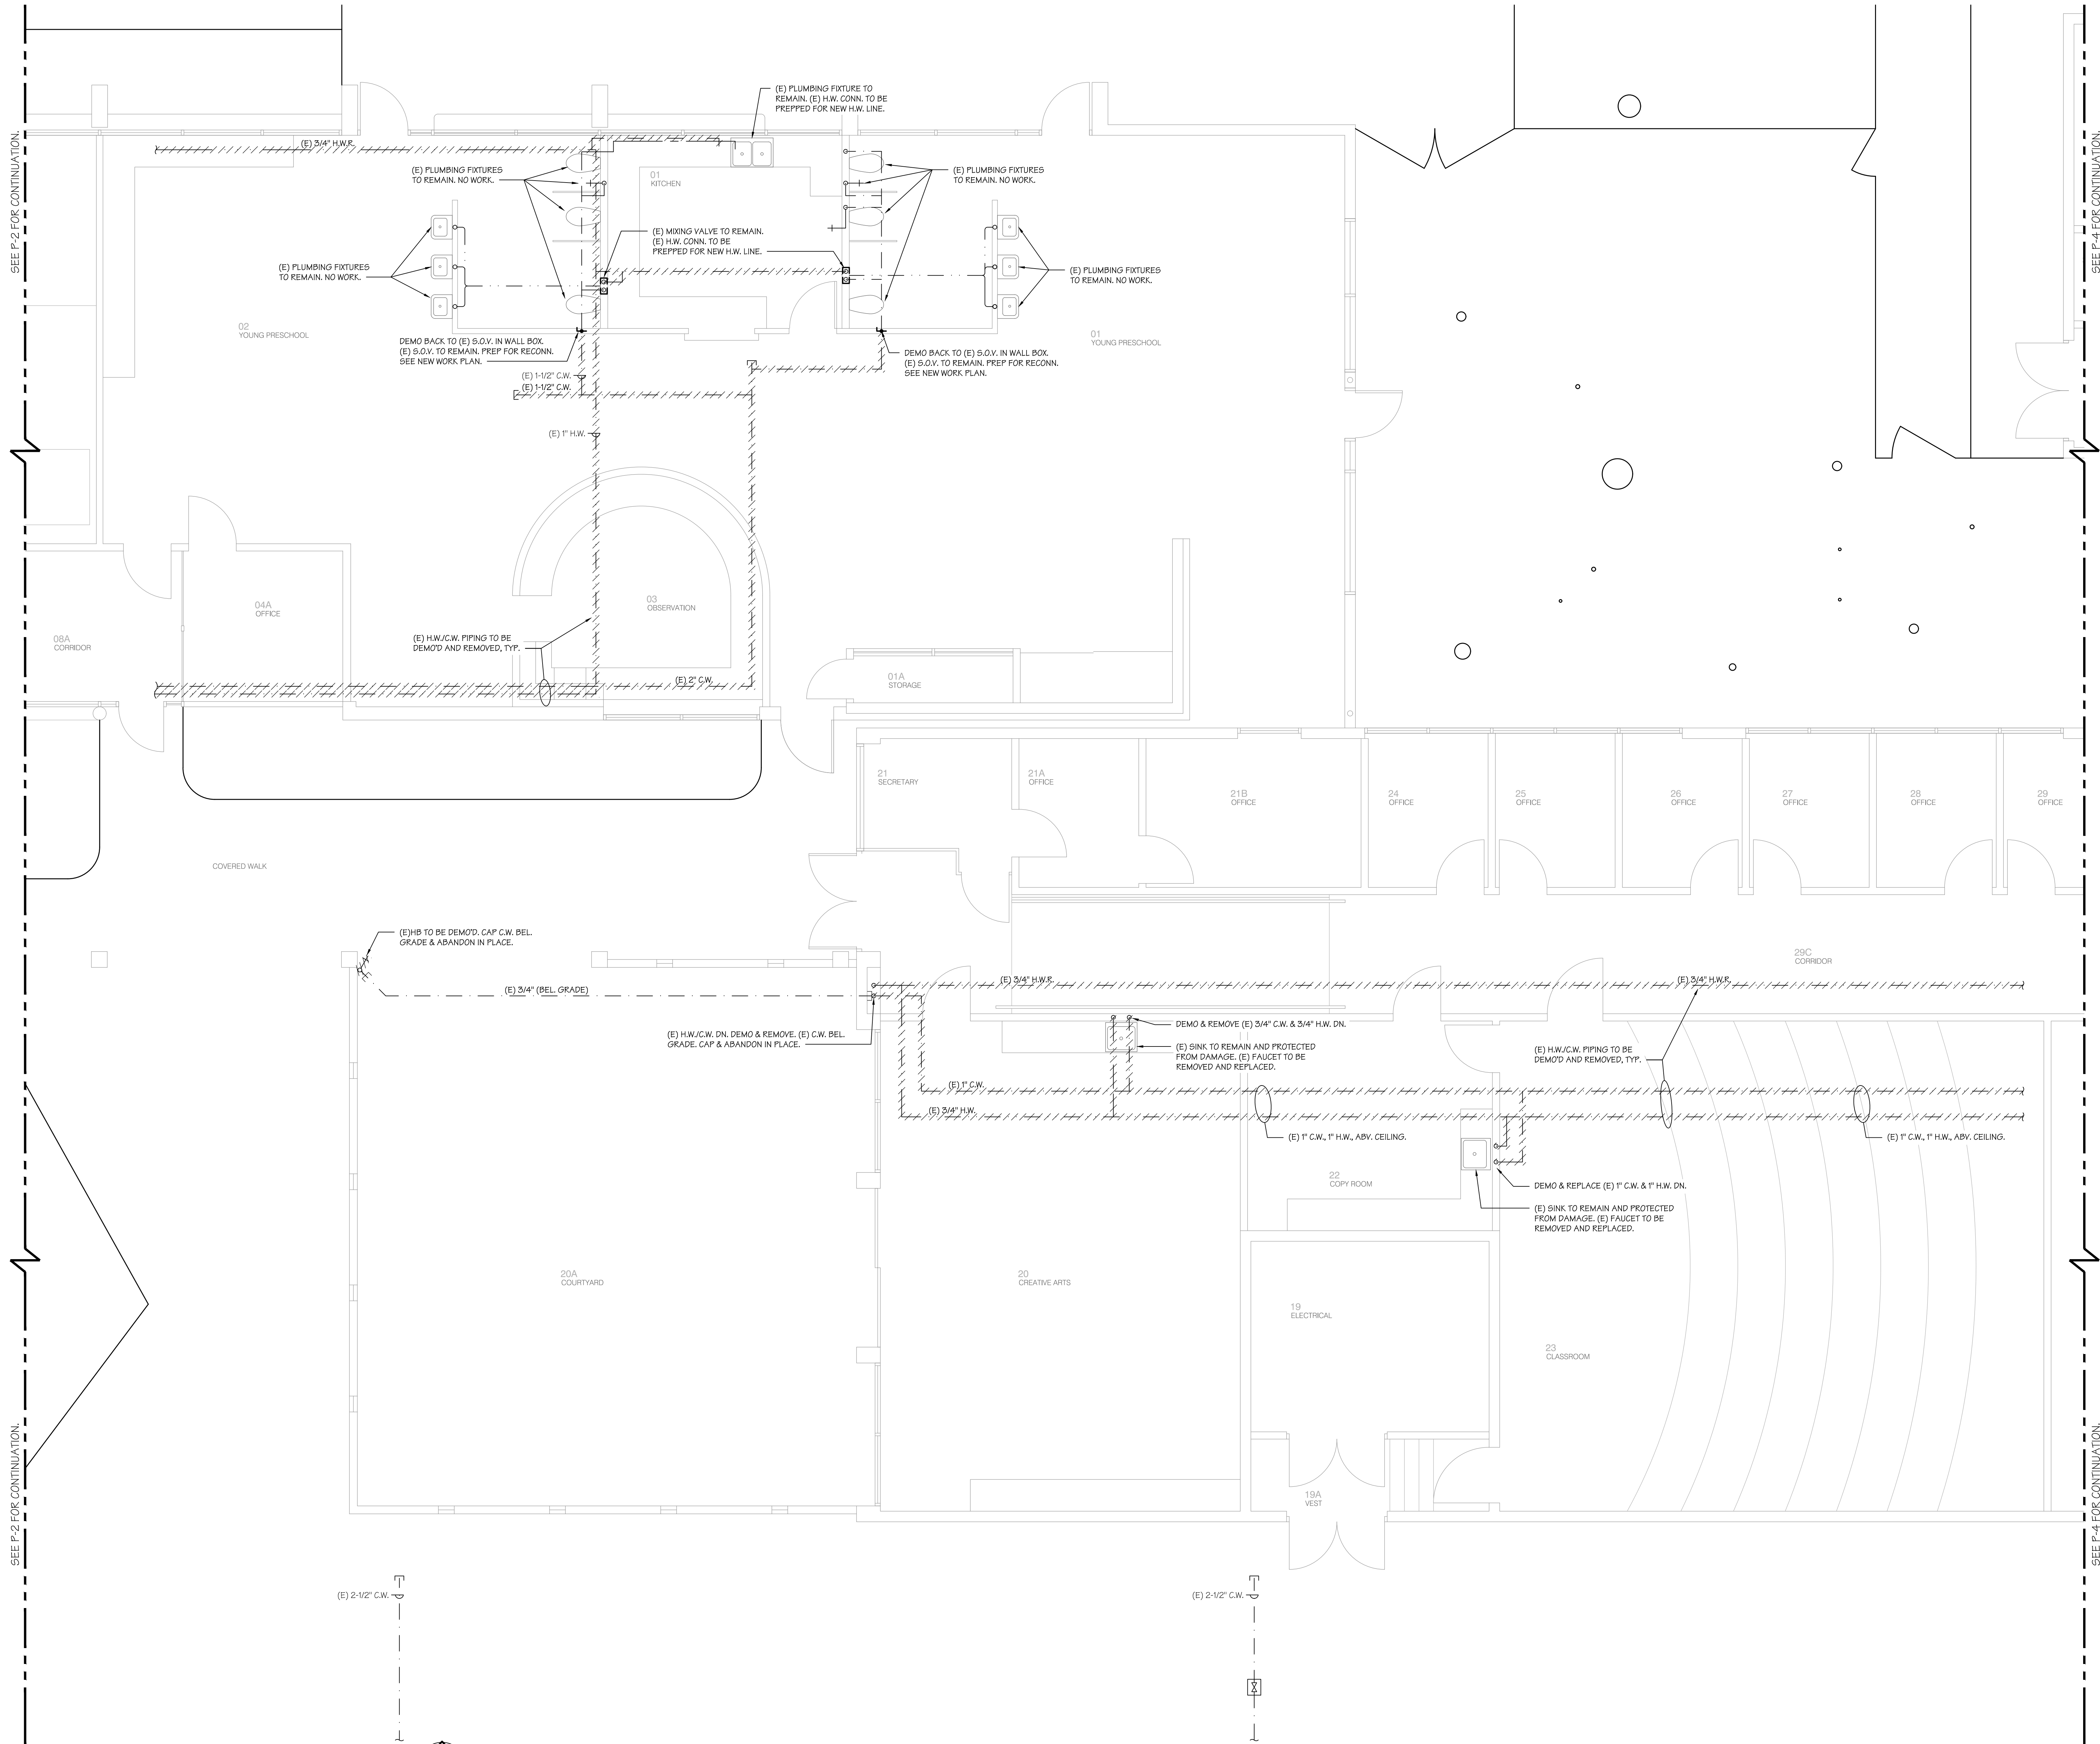 (E) PLUMBING FIXTURE TO
REMAIN. (E) H.W. CONN. TO BE
PREPPED FOR NEW H.W. LINE.
SEE P-2 FOR CONTINUATION.
SEE P-4 FOR CONTINUATION.
(E) 3/4" H.W.R.
(E) PLUMBING FIXTURES
TO REMAIN. NO WORK.
01
KITCHEN
(E) PLUMBING FIXTURES
TO REMAIN. NO WORK.
(E) MIXING VALVE TO REMAIN.
(E) H.W. CONN. TO BE
PREPPED FOR NEW H.W. LINE.
(E) PLUMBING FIXTURES
TO REMAIN. NO WORK.
(E) PLUMBING FIXTURES
TO REMAIN. NO WORK.
02
YOUNG PRESCHOOL
01
YOUNG PRESCHOOL
DEMO BACK TO (E) S.O.V. IN WALL BOX.
(E) S.O.V. TO REMAIN. PREP FOR RECONN.
SEE NEW WORK PLAN.
DEMO BACK TO (E) S.O.V. IN WALL BOX.
(E) S.O.V. TO REMAIN. PREP FOR RECONN.
SEE NEW WORK PLAN.
(E) 1-1/2" C.W.
(E) 1-1/2" C.W.
(E) 1" H.W.
04A
OFFICE
03
OBSERVATION
08A
CORRIDOR
(E) H.W./C.W. PIPING TO BE
DEMO'D AND REMOVED, TYP.
(E) 2" C.W.
01A
STORAGE
21
SECRETARY
21A
OFFICE
21B
OFFICE
24
OFFICE
25
OFFICE
26
OFFICE
27
OFFICE
28
OFFICE
29
OFFICE
COVERED WALK
(E)HB TO BE DEMO'D. CAP C.W. BEL.
GRADE & ABANDON IN PLACE.
29C
CORRIDOR
(E) 3/4" (BEL. GRADE)
(E) 3/4" H.W.R.
(E) 3/4" H.W.R.
(E) H.W./C.W. DN. DEMO & REMOVE. (E) C.W. BEL.
GRADE. CAP & ABANDON IN PLACE.
DEMO & REMOVE (E) 3/4" C.W. & 3/4" H.W. DN.
(E) SINK TO REMAIN AND PROTECTED
FROM DAMAGE. (E) FAUCET TO BE
REMOVED AND REPLACED.
(E) H.W./C.W. PIPING TO BE
DEMO'D AND REMOVED, TYP.
(E) 1" C.W.
(E) 3/4" H.W.
(E) 1" C.W., 1" H.W., ABV. CEILING.
(E) 1" C.W., 1" H.W., ABV. CEILING.
22
COPY ROOM
DEMO & REPLACE (E) 1" C.W. & 1" H.W. DN.
(E) SINK TO REMAIN AND PROTECTED
FROM DAMAGE. (E) FAUCET TO BE
REMOVED AND REPLACED.
20A
COURTYARD
20
CREATIVE ARTS
19
ELECTRICAL
23
CLASSROOM
19A
VEST
SEE P-2 FOR CONTINUATION.
SEE P-4 FOR CONTINUATION.
(E) 2-1/2" C.W.
(E) 2-1/2" C.W.